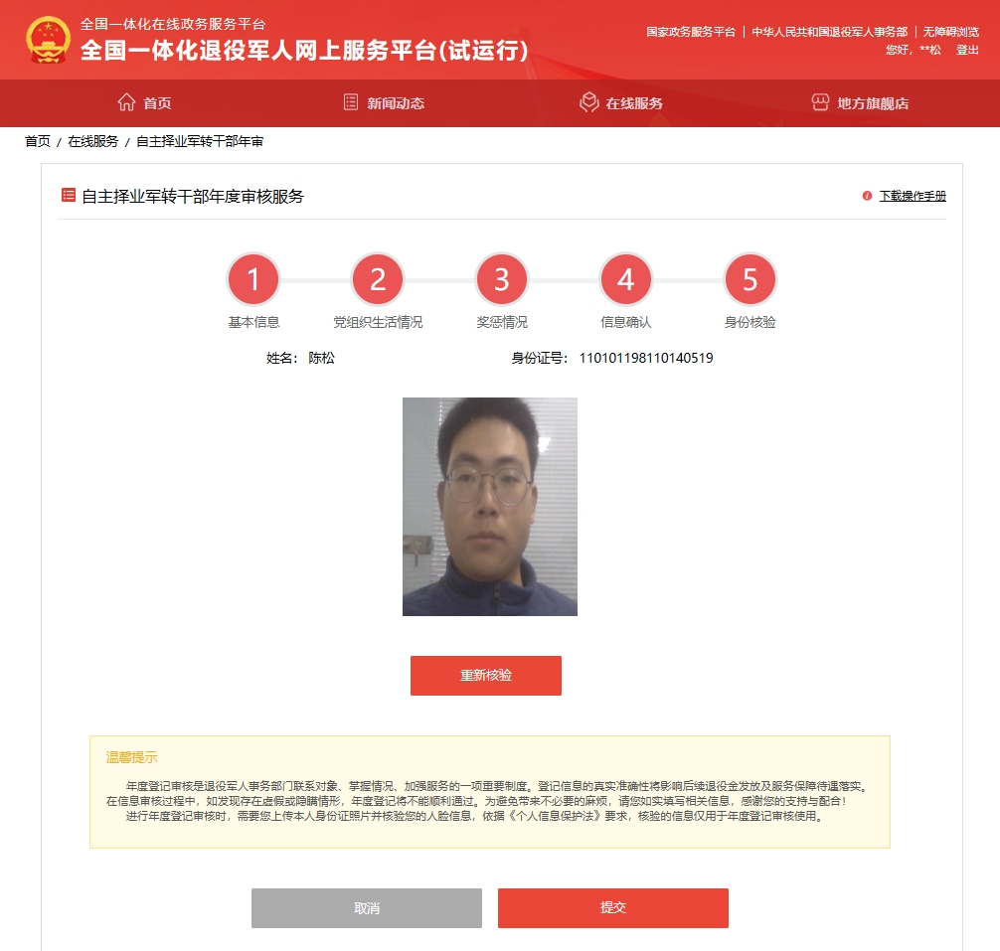 全国一体化在线政务服务平台
全国一体化退役军人网上服务平台(试运行)
国家政务服务平台 | 中华人民共和国退役军人事务部 | 无障碍浏览
您好，**松 登出
首页 新闻动态 在线服务 地方旗舰店
首页 / 在线服务 / 自主择业军转干部年审
自主择业军转干部年度审核服务 下载操作手册
1 2 3 4 5
基本信息 党组织生活情况 奖惩情况 信息确认 身份核验
姓名： 陈松 身份证号： 110101198110140519
重新核验
温馨提示
年度登记审核是退役军人事务部门联系对象、掌握情况、加强服务的一项重要制度。登记信息的真实准确性将影响后续退役金发放及服务保障待遇落实。
在信息审核过程中，如发现存在虚假或隐瞒情形，年度登记将不能顺利通过。为避免带来不必要的麻烦，请您如实填写相关信息，感谢您的支持与配合！
进行年度登记审核时，需要您上传本人身份证照片并核验您的人脸信息，依据《个人信息保护法》要求，核验的信息仅用于年度登记审核使用。
取消 提交